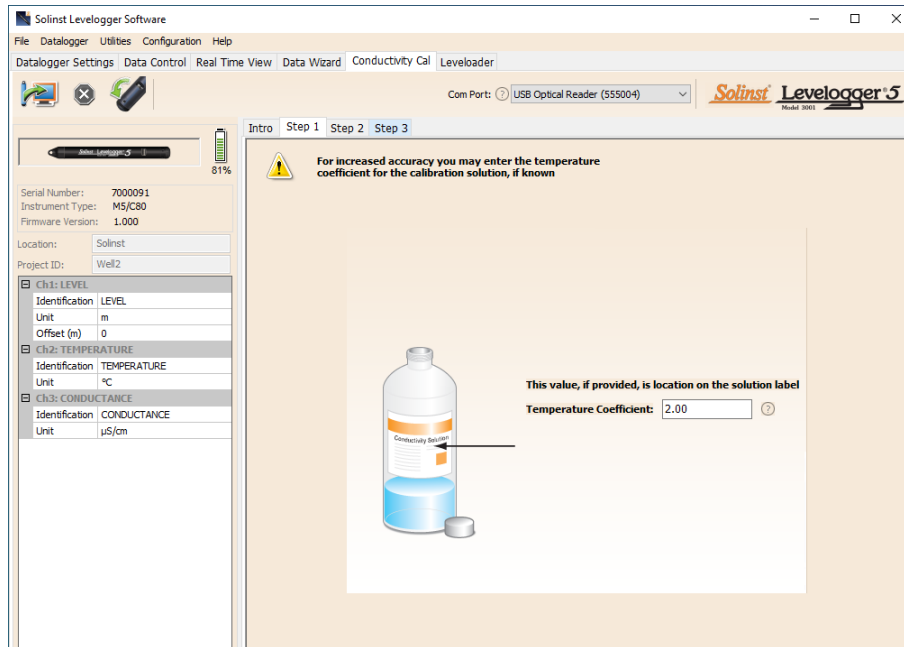 Solinst Levelogger Software
File Datalogger Utilities Configuration Help
Datalogger Settings Data Control Real Time View Data Wizard Conductivity Cal Leveloader
Com Port: ? USB Optical Reader (555004)
Solinst Levelogger 5
Model 3001
Intro Step 1 Step 2 Step 3
Solinst Levelogger 5
81%
For increased accuracy you may enter the temperature
coefficient for the calibration solution, if known
Serial Number: 7000091
Instrument Type: M5/C80
Firmware Version: 1.000
Location: Solinst
Project ID: Well2
Ch1: LEVEL
Identification LEVEL
Unit m
Offset (m) 0
Ch2: TEMPERATURE
Identification TEMPERATURE
Unit °C
Ch3: CONDUCTANCE
Identification CONDUCTANCE
Unit µS/cm
This value, if provided, is location on the solution label
Temperature Coefficient: 2.00 ?
Conductivity Solution